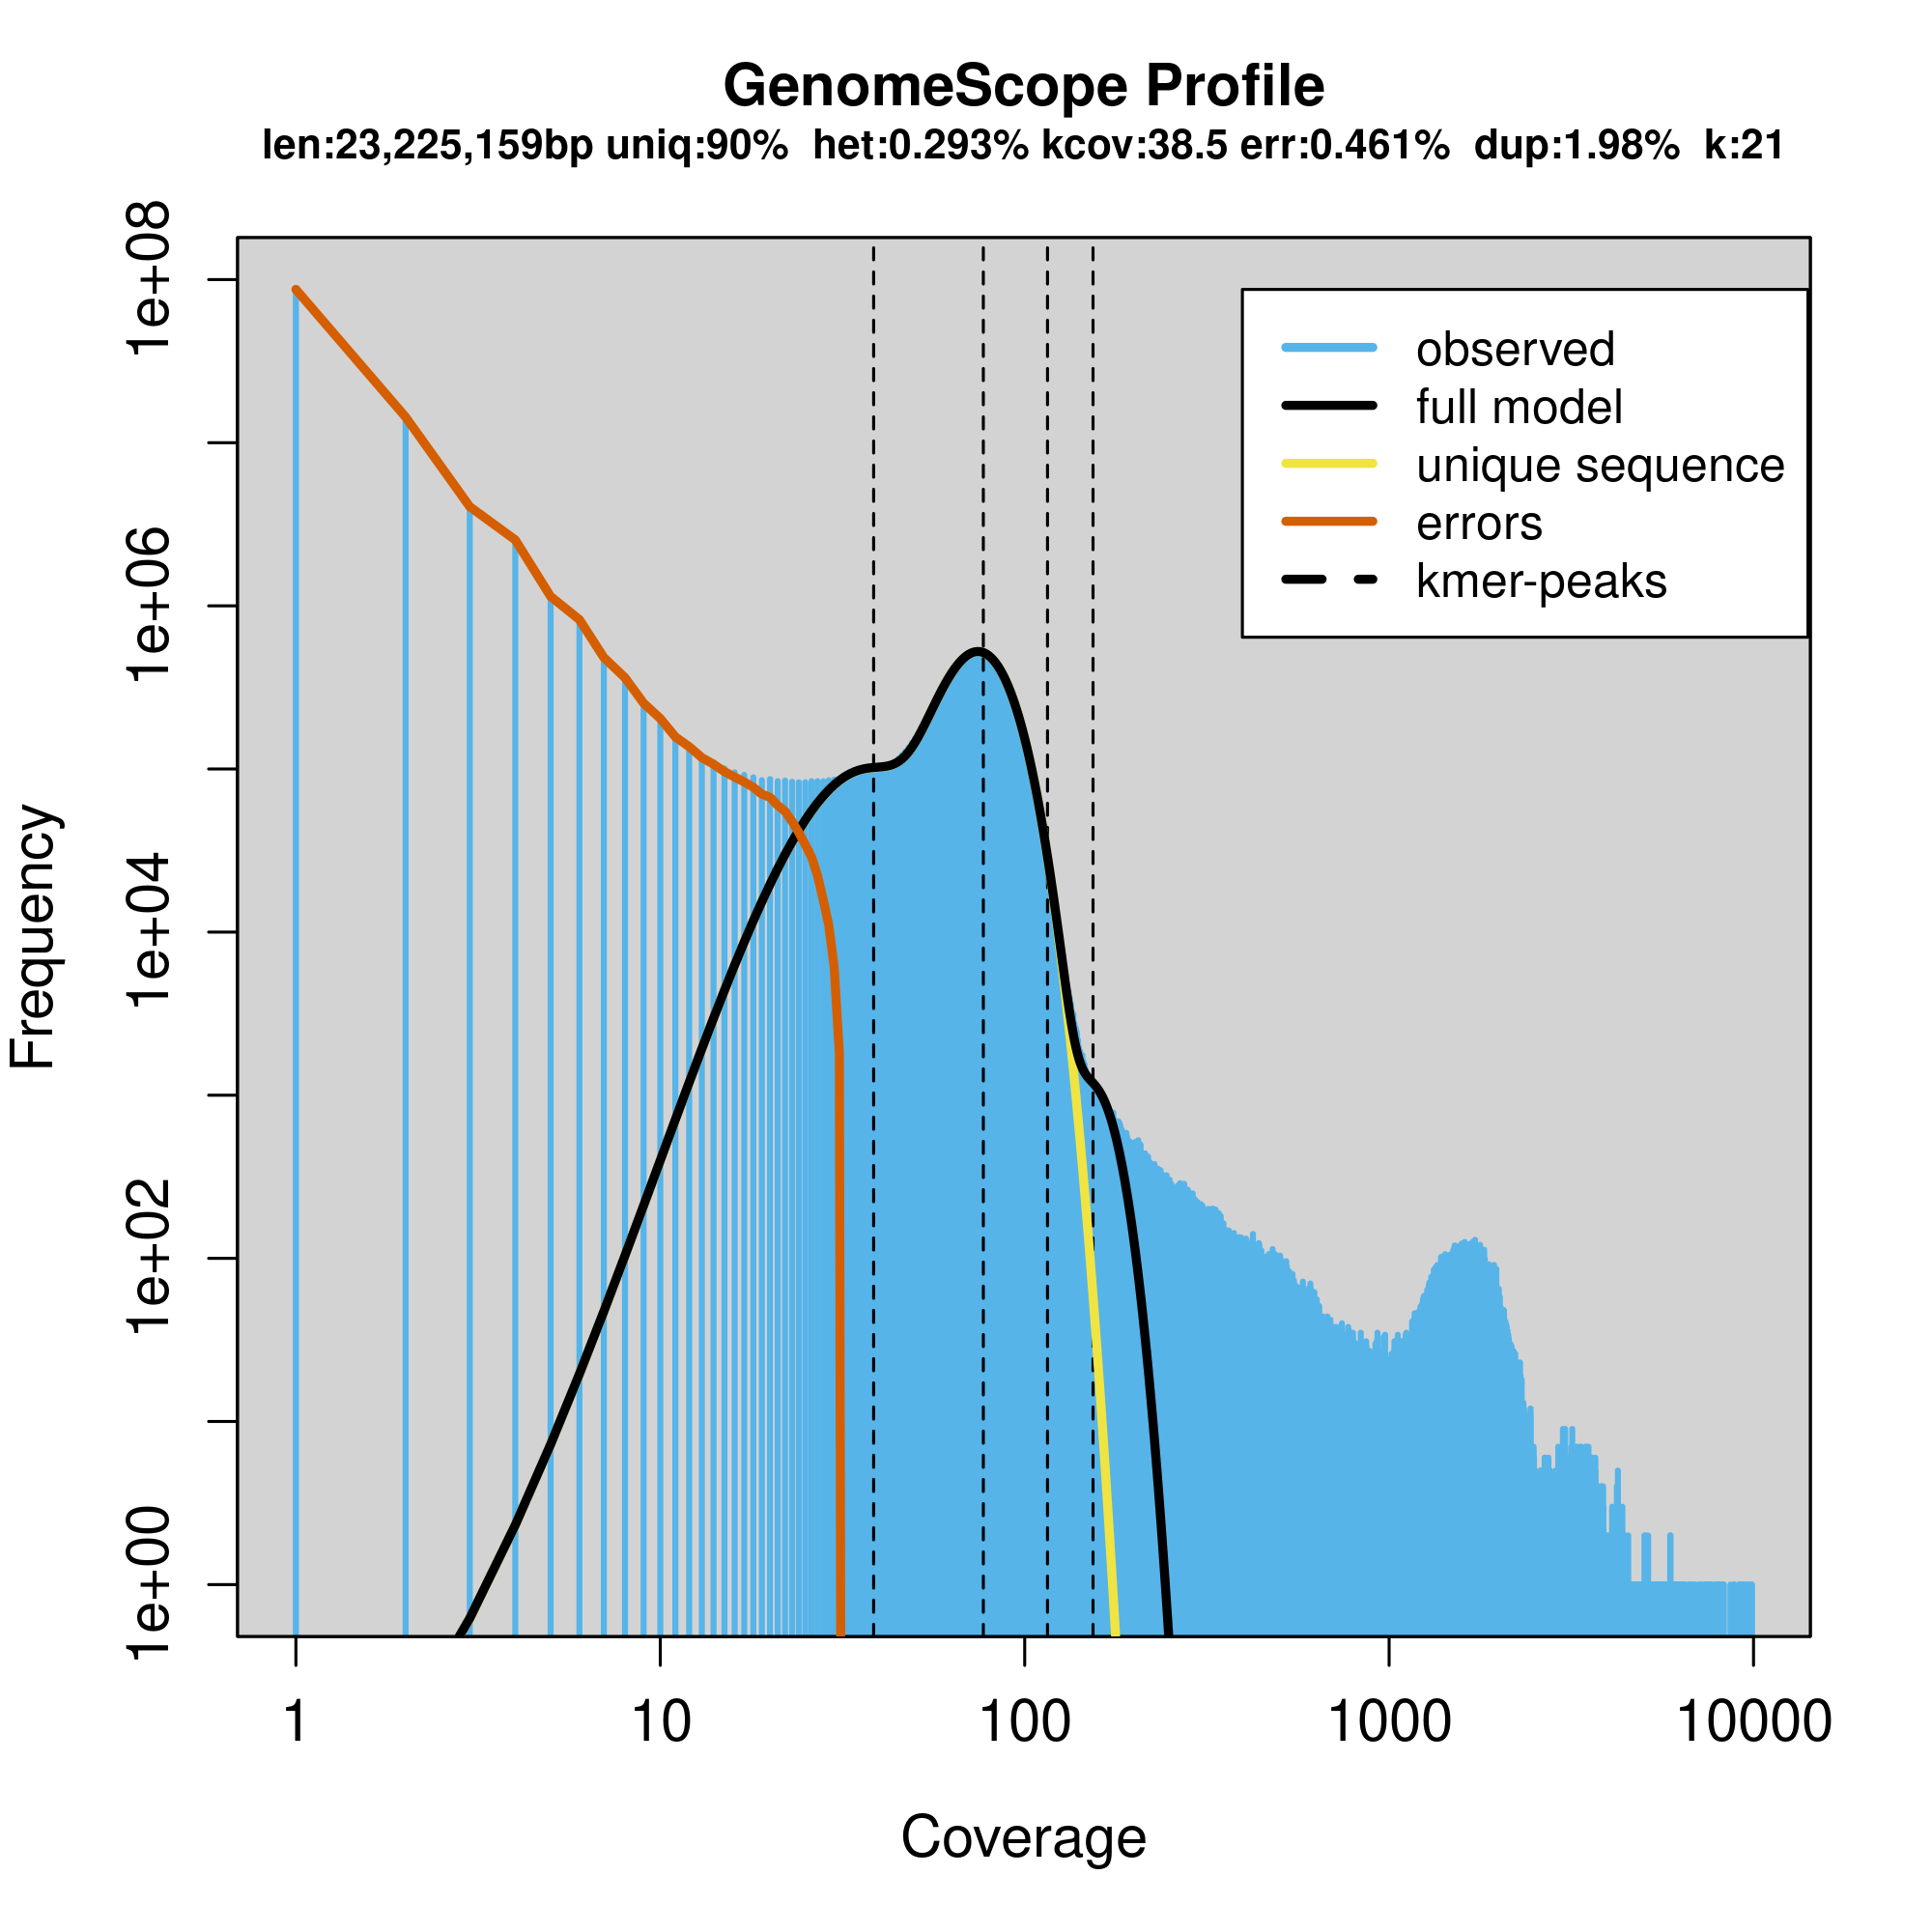 GenomeScope Profile
len:23,225,159bp uniq:90% het:0.293% kcov:38.5 err:0.461% dup:1.98% k:21
1e+08
1e+06
1e+04
1e+02
1e+00
Frequency
observed
full model
unique sequence
errors
kmer-peaks
1 10 100 1000 10000
Coverage